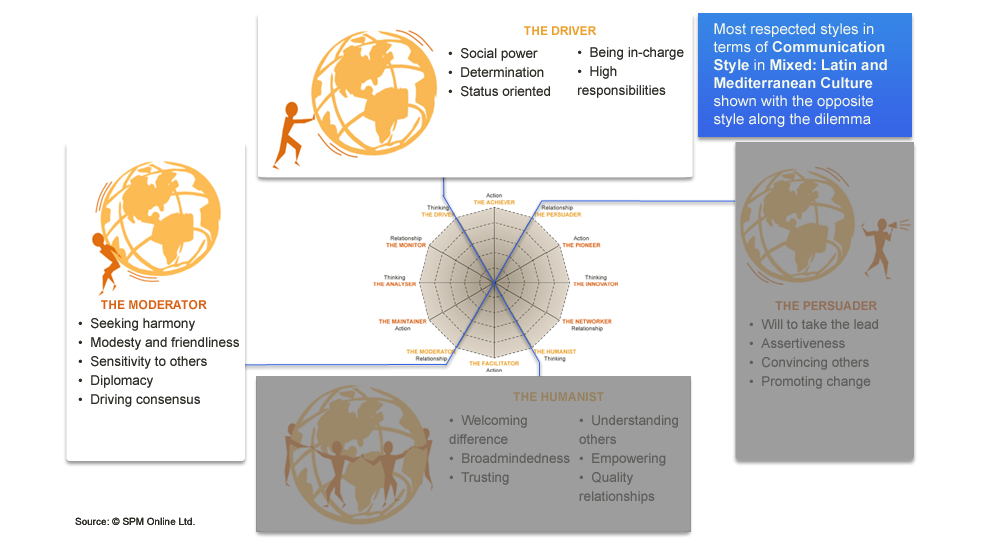 THE DRIVER
• Social power
• Determination
• Status oriented
• Being in-charge
• High
responsibilities
Most respected styles in
terms of Communication
Style in Mixed: Latin and
Mediterranean Culture
shown with the opposite
style along the dilemma
THE MODERATOR
• Seeking harmony
• Modesty and friendliness
• Sensitivity to others
• Diplomacy
• Driving consensus
Action
THE ACHIEVER
Thinking
THE DRIVER
Relationship
THE PERSUADER
Relationship
THE MONITOR
Action
THE PIONEER
Thinking
THE ANALYSER
Thinking
THE INNOVATOR
THE MAINTAINER
Action
THE NETWORKER
Relationship
THE MODERATOR
Relationship
THE HUMANIST
Thinking
THE FACILITATOR
Action
THE PERSUADER
• Will to take the lead
• Assertiveness
• Convincing others
• Promoting change
THE HUMANIST
• Welcoming
difference
• Broadmindedness
• Trusting
• Understanding
others
• Empowering
• Quality
relationships
Source: © SPM Online Ltd.